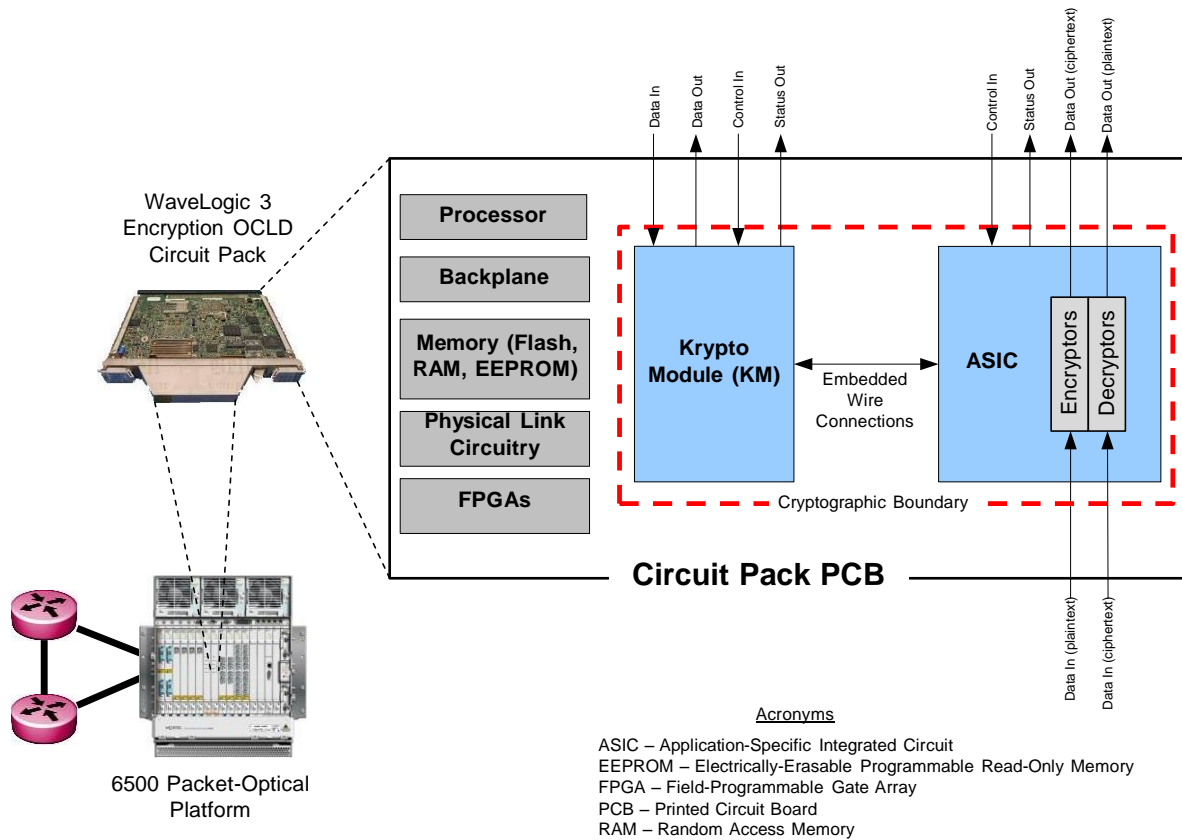 Data In
Data Out
Control In
Status Out
Control In
Status Out
Data Out (ciphertext)
Data Out (plaintext)
WaveLogic 3
Encryption OCLD
Circuit Pack
Processor
Backplane
Memory (Flash,
RAM, EEPROM)
Physical Link
Circuitry
FPGAs
Krypto
Module (KM)
Embedded
Wire
Connections
ASIC
Encryptors
Decryptors
Cryptographic Boundary
Circuit Pack PCB
Data In (plaintext)
Data In (ciphertext)
6500 Packet-Optical
Platform
Acronyms
ASIC – Application-Specific Integrated Circuit
EEPROM – Electrically-Erasable Programmable Read-Only Memory
FPGA – Field-Programmable Gate Array
PCB – Printed Circuit Board
RAM – Random Access Memory